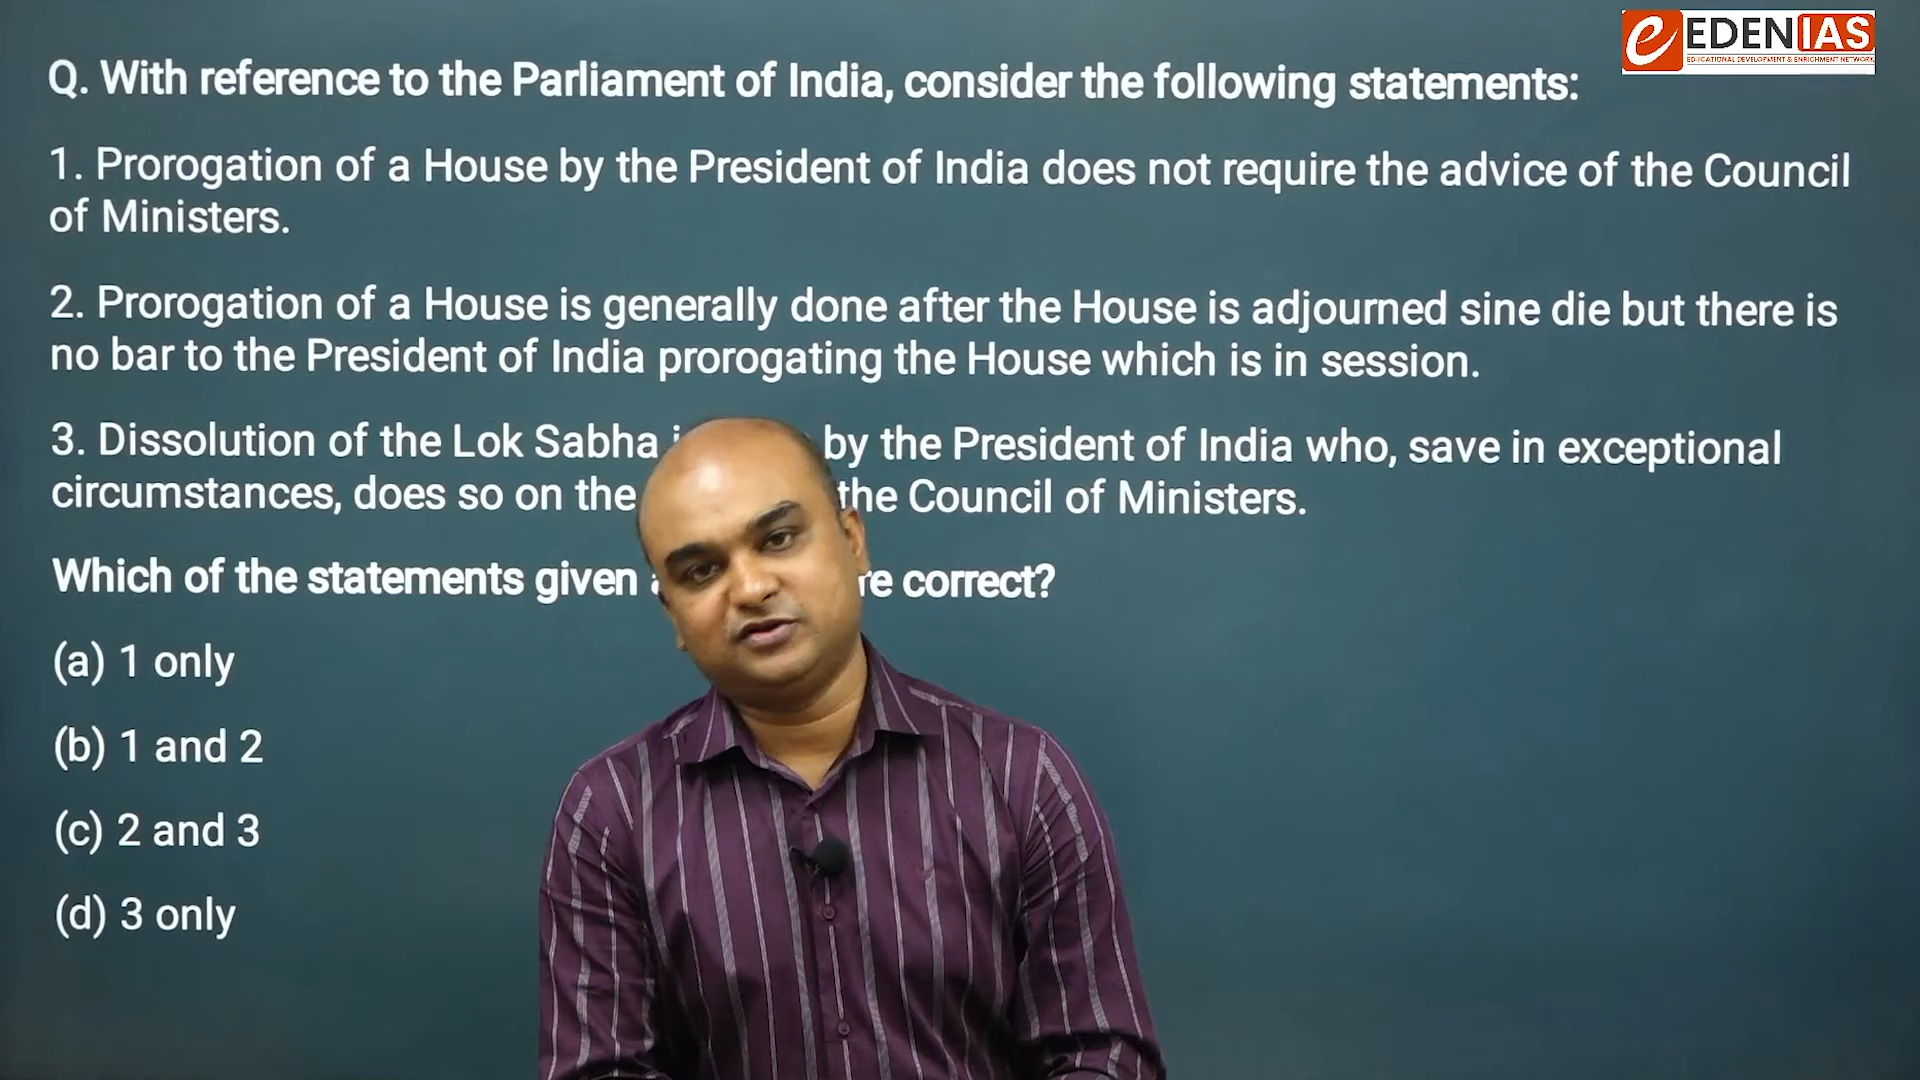 e EDEN IAS
EDUCATIONAL DEVELOPMENT & ENRICHMENT NETWORK
Q. With reference to the Parliament of India, consider the following statements:
1. Prorogation of a House by the President of India does not require the advice of the Council
of Ministers.
2. Prorogation of a House is generally done after the House is adjourned sine die but there is
no bar to the President of India prorogating the House which is in session.
3. Dissolution of the Lok Sabha by the President of India who, save in exceptional
circumstances, does so on the the Council of Ministers.
Which of the statements given correct?
(a) 1 only
(b) 1 and 2
(c) 2 and 3
(d) 3 only